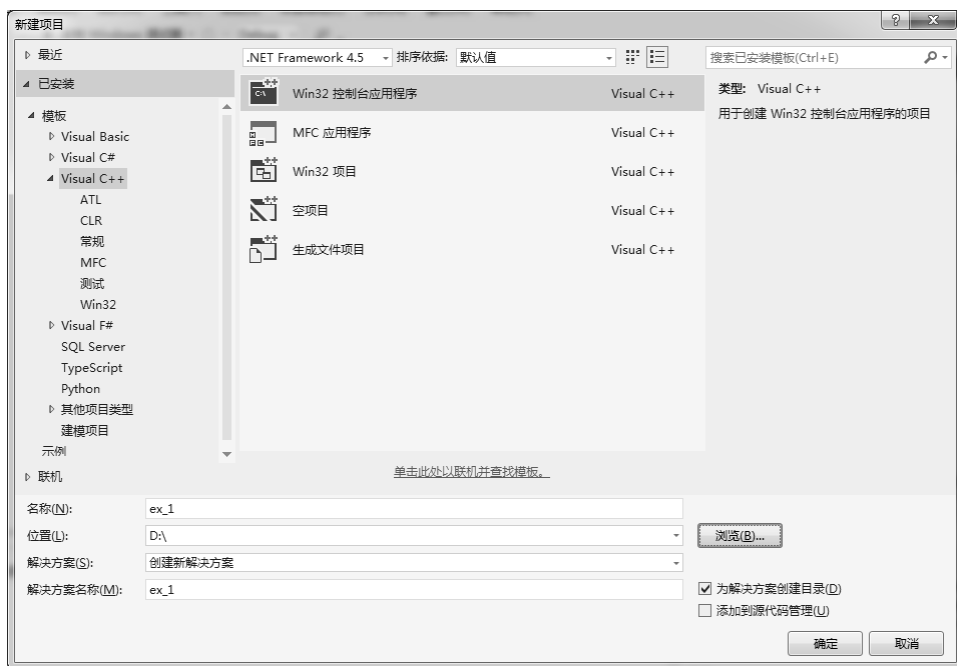 新建项目
最近
.NET Framework 4.5 排序依据: 默认值
搜索已安装模板(Ctrl+E)
已安装
模板
Visual Basic
Visual C#
Visual C++
ATL
CLR
常规
MFC
测试
Win32
Visual F#
SQL Server
TypeScript
Python
其他项目类型
建模项目
示例
联机
Win32 控制台应用程序 Visual C++
MFC 应用程序 Visual C++
Win32 项目 Visual C++
空项目 Visual C++
生成文件项目 Visual C++
单击此处以联机并查找模板。
类型: Visual C++
用于创建 Win32 控制台应用程序的项目
名称(N): ex_1
位置(L): D:\ 浏览(B)...
解决方案(S): 创建新解决方案
解决方案名称(M): ex_1
为解决方案创建目录(D)
添加到源代码管理(U)
确定 取消